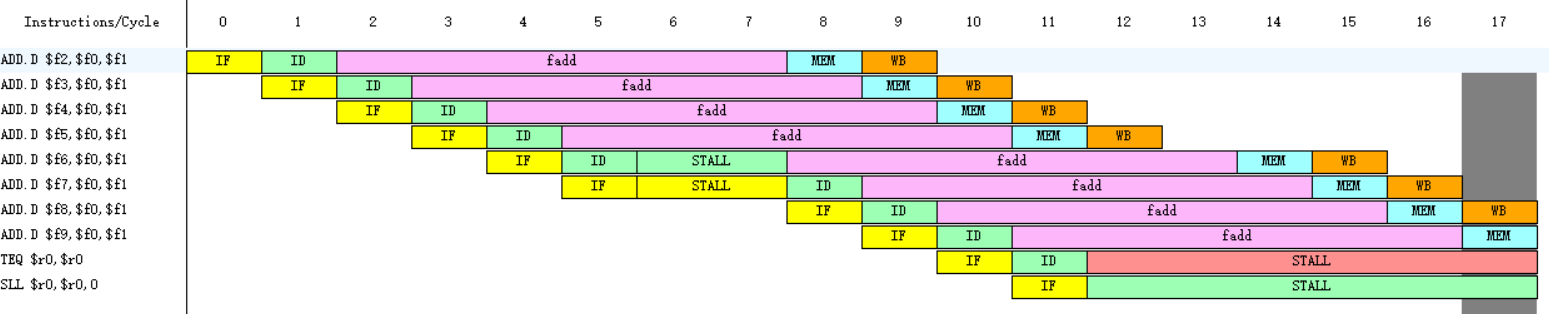 Instructions/Cycle 0 1 2 3 4 5 6 7 8 9 10 11 12 13 14 15 16 17
ADD.D $f2,$f0,$f1 IF ID fadd MEM WB
ADD.D $f3,$f0,$f1 IF ID fadd MEM WB
ADD.D $f4,$f0,$f1 IF ID fadd MEM WB
ADD.D $f5,$f0,$f1 IF ID fadd MEM WB
ADD.D $f6,$f0,$f1 IF ID STALL fadd MEM WB
ADD.D $f7,$f0,$f1 IF STALL ID fadd MEM WB
ADD.D $f8,$f0,$f1 IF ID fadd MEM WB
ADD.D $f9,$f0,$f1 IF ID fadd MEM
TEQ $r0,$r0 IF ID STALL
SLL $r0,$r0,0 IF STALL